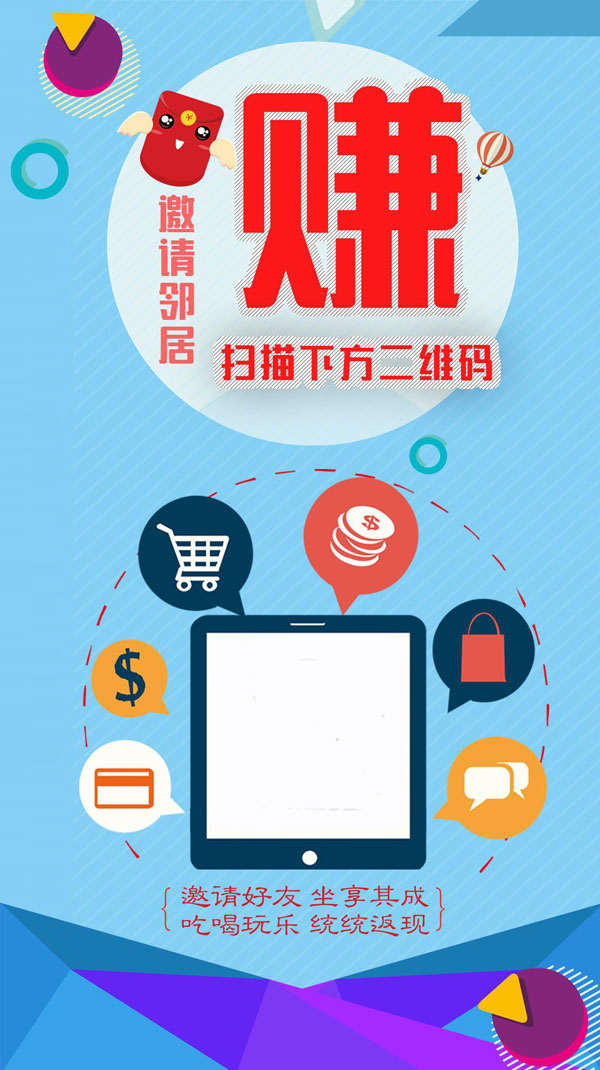 邀请邻居
赚
扫描下方二维码
邀请好友 坐享其成
吃喝玩乐 统统返现